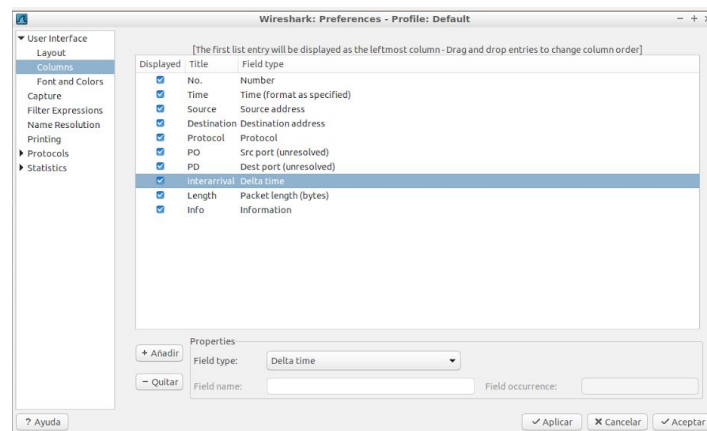 Wireshark: Preferences - Profile: Default
User Interface
Layout
Columns
Font and Colors
Capture
Filter Expressions
Name Resolution
Printing
Protocols
Statistics
[The first list entry will be displayed as the leftmost column - Drag and drop entries to change column order]
Displayed Title Field type
No. Number
Time Time (format as specified)
Source Source address
Destination Destination address
Protocol Protocol
PO Src port (unresolved)
PD Dest port (unresolved)
Interarrival Delta time
Length Packet length (bytes)
Info Information
+ Añadir
− Quitar
Properties
Field type: Delta time
Field name: Field occurrence:
? Ayuda
Aplicar Cancelar Aceptar